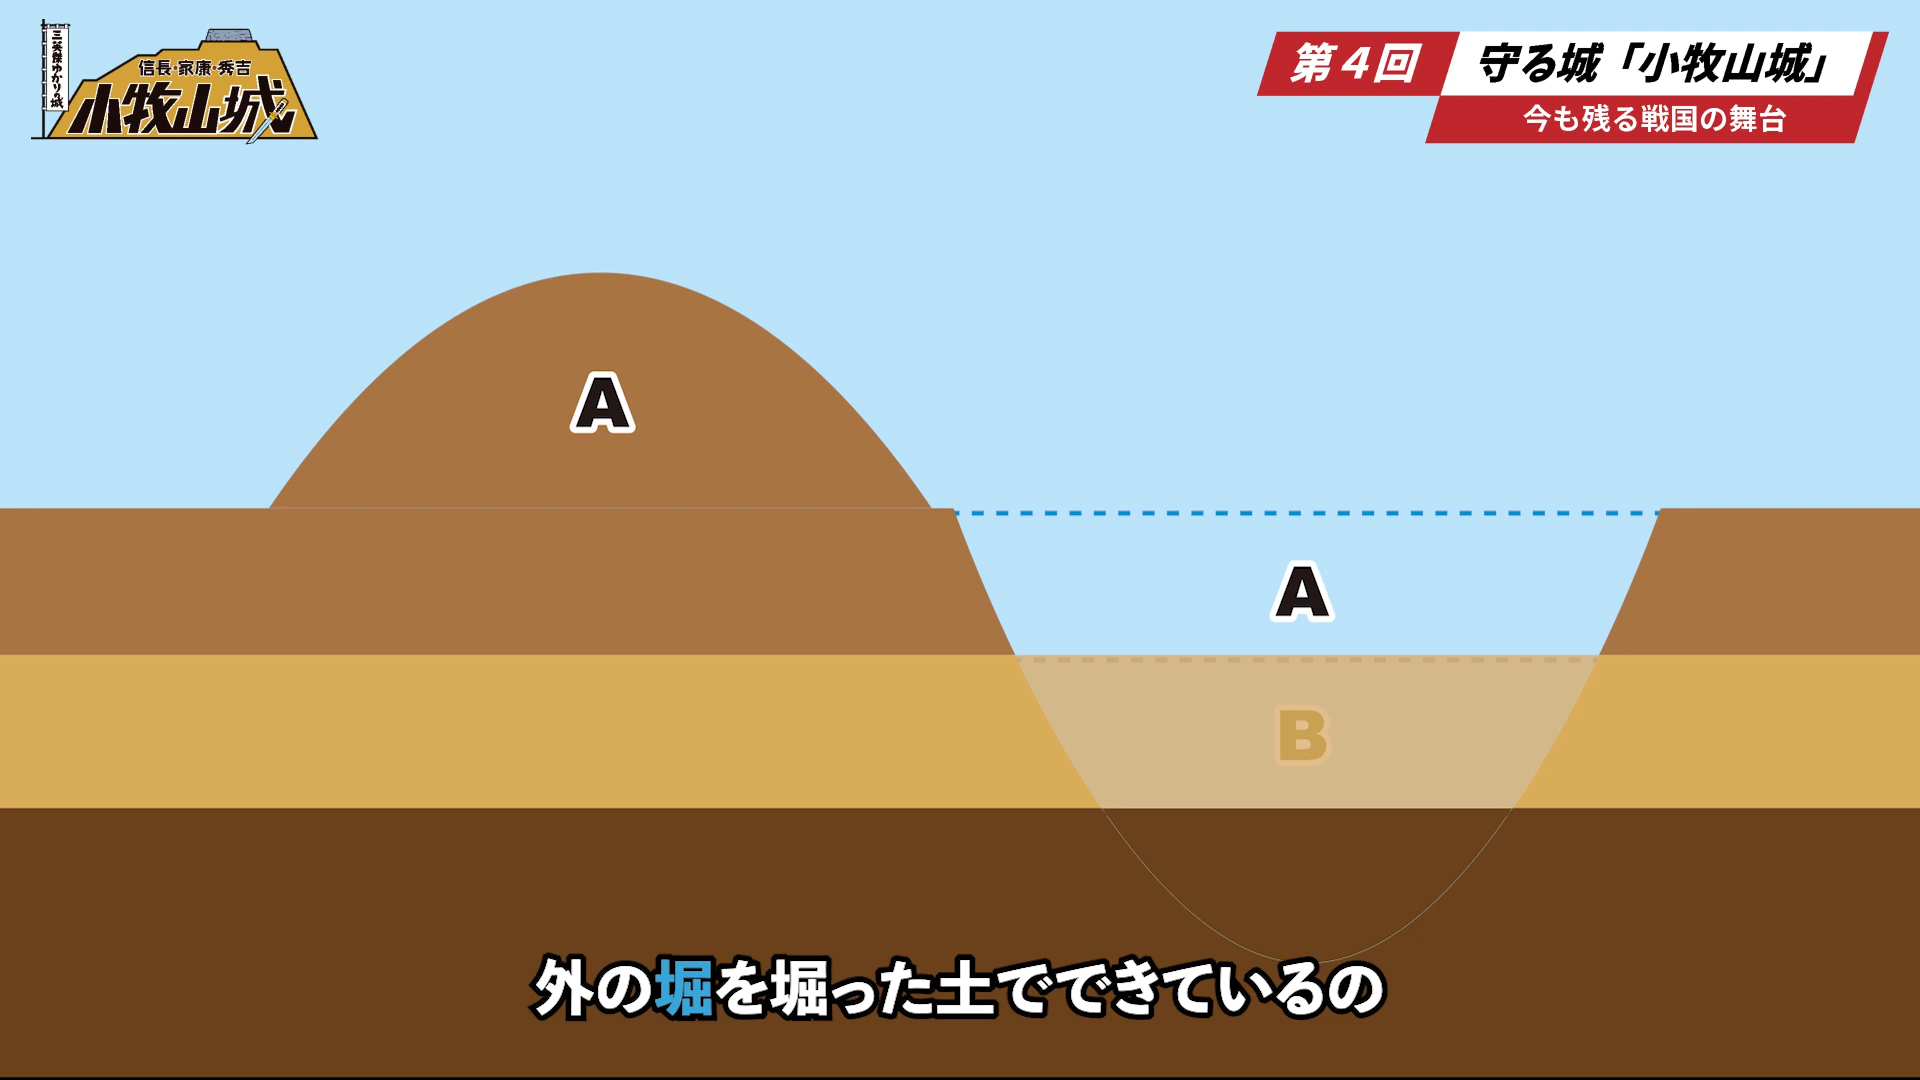 三英傑ゆかりの城
信長・家康・秀吉
小牧山城
第4回
守る城「小牧山城」
今も残る戦国の舞台
A
A
B
外の堀を堀った土でできているの